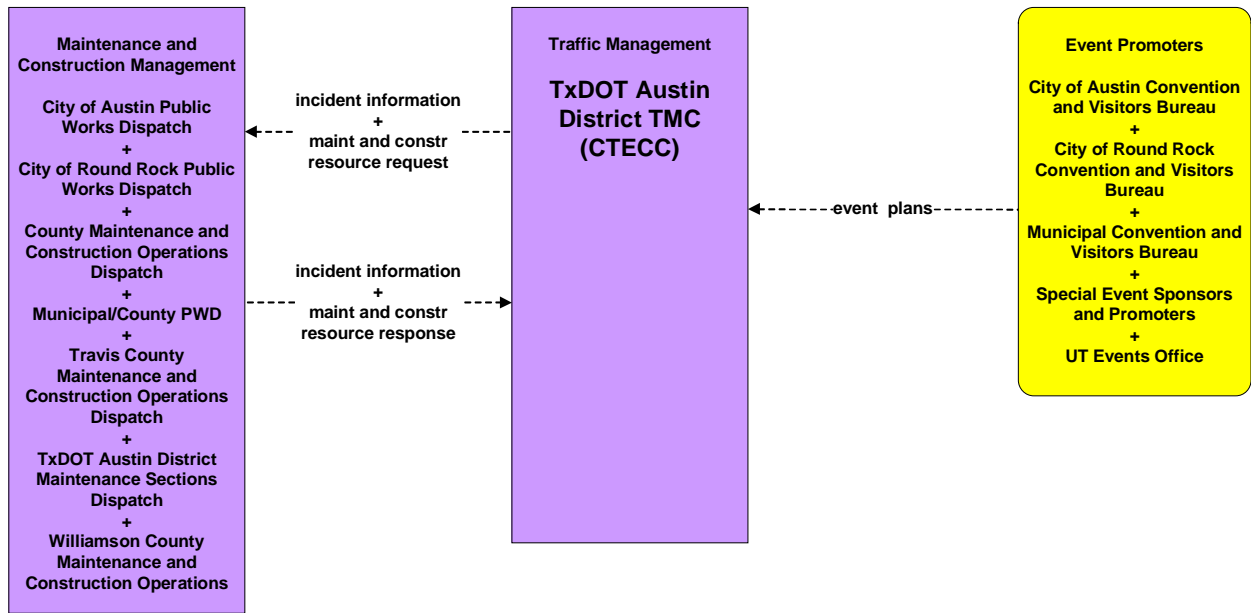 Maintenance and
Construction Management
City of Austin Public
Works Dispatch
+
City of Round Rock Public
Works Dispatch
+
County Maintenance and
Construction Operations
Dispatch
+
Municipal/County PWD
+
Travis County
Maintenance and
Construction Operations
Dispatch
+
TxDOT Austin District
Maintenance Sections
Dispatch
+
Williamson County
Maintenance and
Construction Operations
incident information
+
maint and constr
resource request
incident information
+
maint and constr
resource response
Traffic Management
TxDOT Austin
District TMC
(CTECC)
event plans
Event Promoters
City of Austin Convention
and Visitors Bureau
+
City of Round Rock
Convention and Visitors
Bureau
+
Municipal Convention and
Visitors Bureau
+
Special Event Sponsors
and Promoters
+
UT Events Office